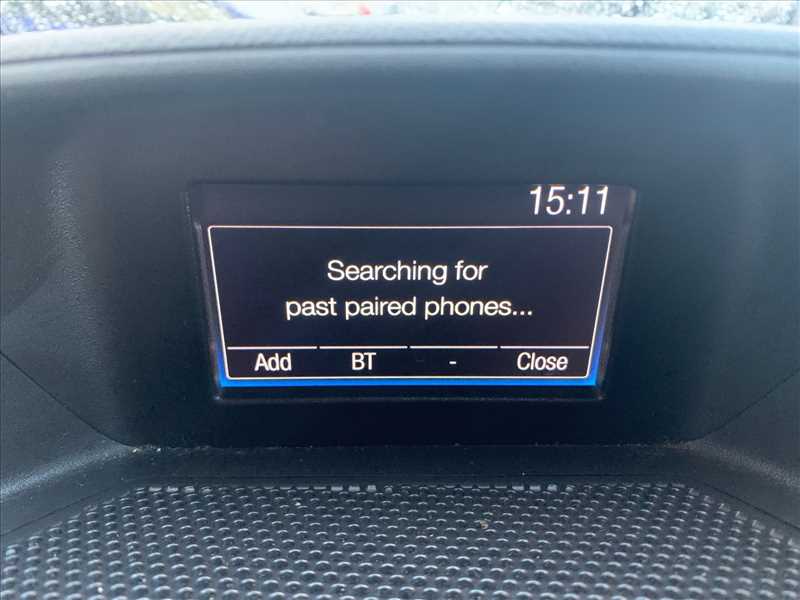 15:11
Searching for
past paired phones...
Add BT - Close